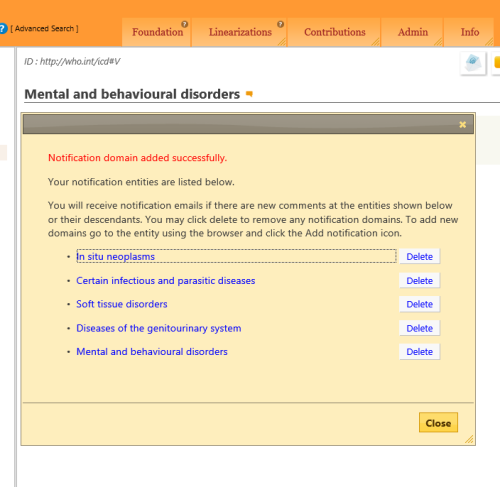 ? [ Advanced Search ] Foundation ? Linearizations ? Contributions Admin Info
ID : http://who.int/icd#V
Mental and behavioural disorders
Notification domain added successfully.
Your notification entities are listed below.
You will receive notification emails if there are new comments at the entities shown below
or their descendants. You may click delete to remove any notification domains. To add new
domains go to the entity using the browser and click the Add notification icon.
• In situ neoplasms Delete
• Certain infectious and parasitic diseases Delete
• Soft tissue disorders Delete
• Diseases of the genitourinary system Delete
• Mental and behavioural disorders Delete
Close